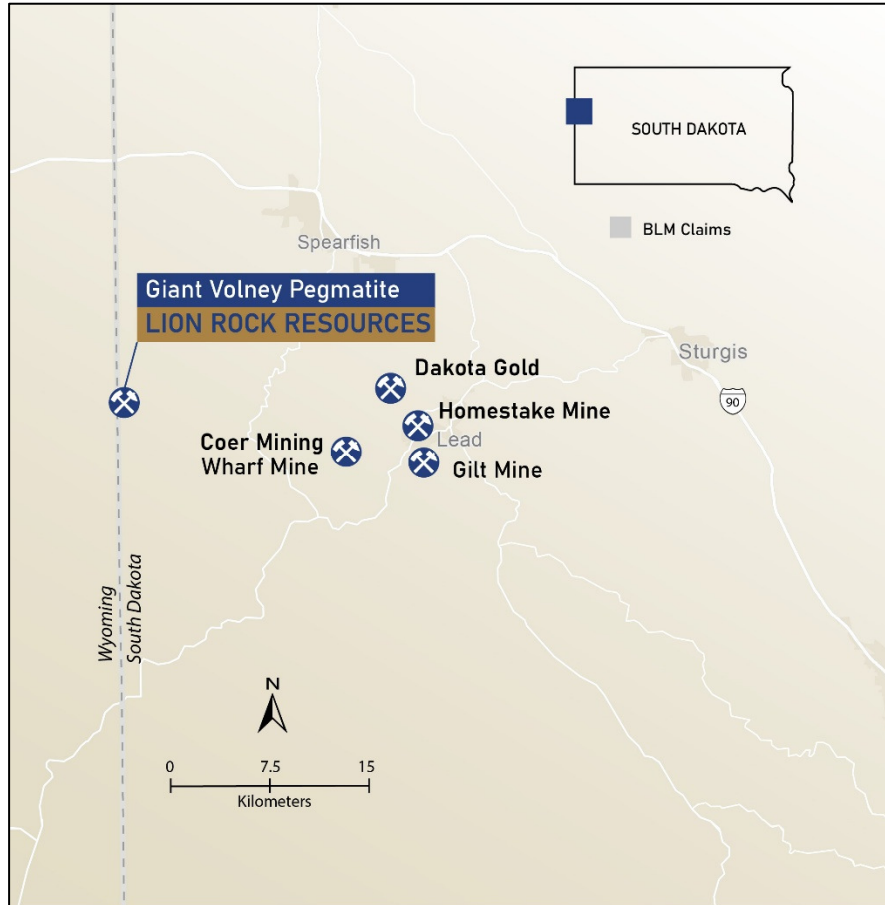 SOUTH DAKOTA
BLM Claims
Spearfish
Giant Volney Pegmatite
LION ROCK RESOURCES
Sturgis
Dakota Gold
90
Homestake Mine
Lead
Coer Mining
Wharf Mine
Gilt Mine
Wyoming
South Dakota
N
0 7.5 15
Kilometers